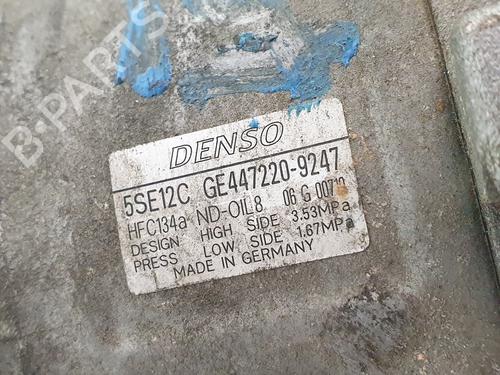 B-PARTS
DENSO
5SE12C GE447220-9247
HFC134a ND-OIL8 06 G
DESIGN HIGH SIDE 3.53MPa
PRESS LOW SIDE 1.67MPa
MADE IN GERMANY